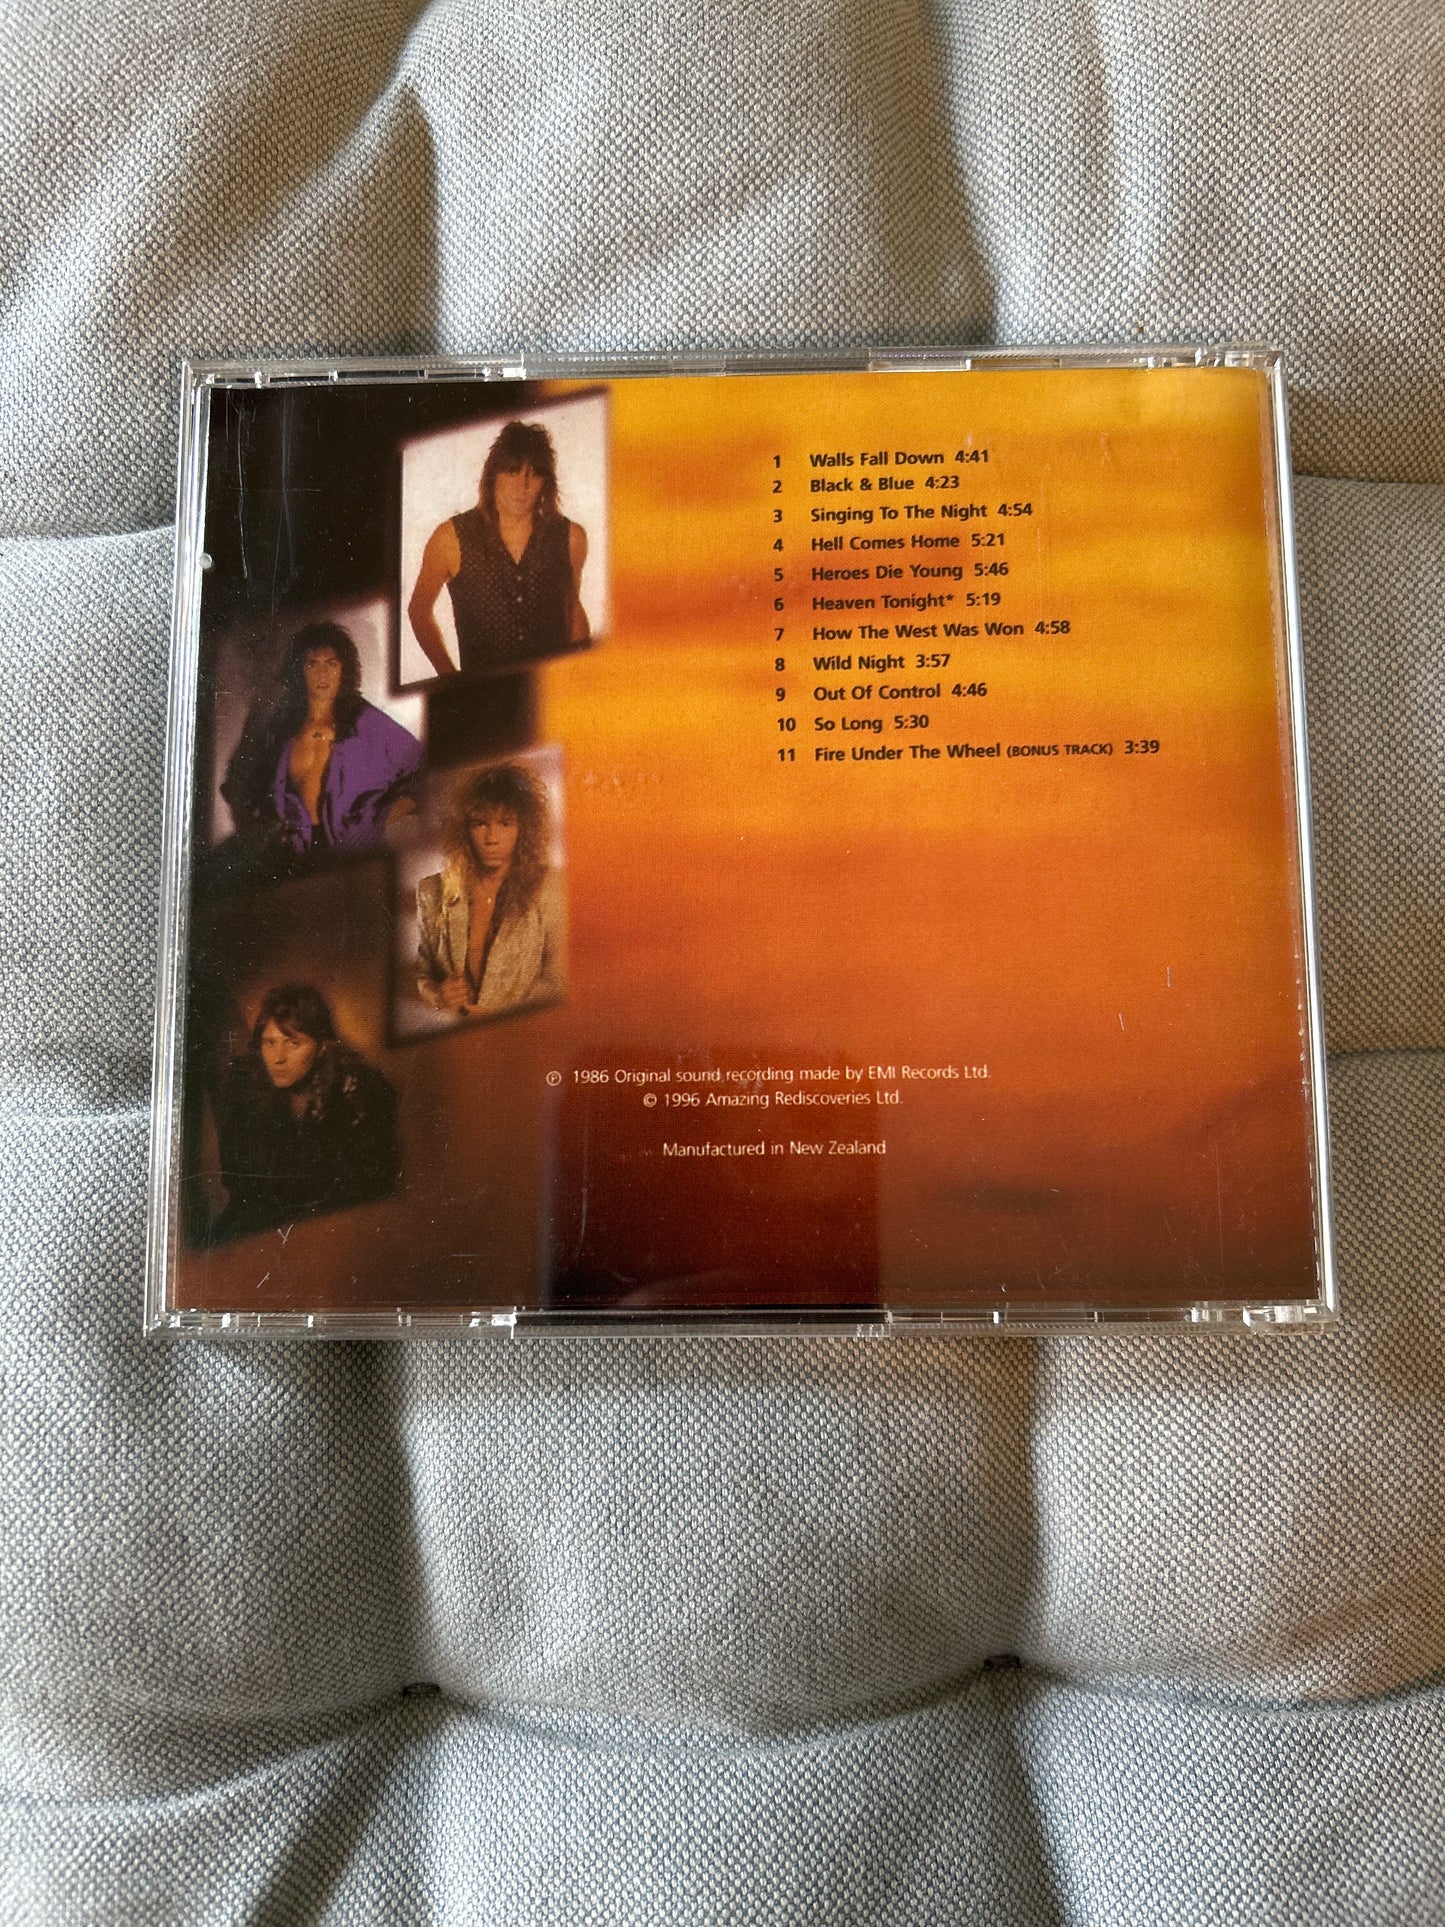 1 Walls Fall Down 4:41
2 Black & Blue 4:23
3 Singing To The Night 4:54
4 Hell Comes Home 5:21
5 Heroes Die Young 5:46
6 Heaven Tonight* 5:19
7 How The West Was Won 4:58
8 Wild Night 3:57
9 Out Of Control 4:46
10 So Long 5:30
11 Fire Under The Wheel (BONUS TRACK) 3:39
℗ 1986 Original sound recording made by EMI Records Ltd.
© 1996 Amazing Rediscoveries Ltd.
Manufactured in New Zealand